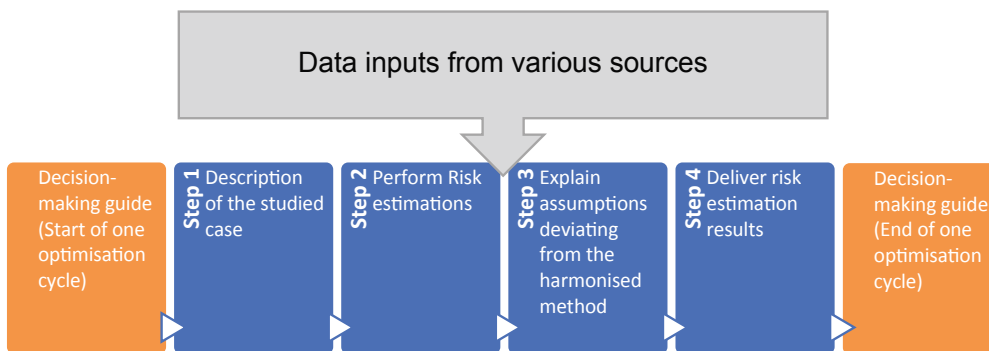 Data inputs from various sources
Decision-
making guide
(Start of one
optimisation
cycle)
Step 1
Description
of the studied
case
Step 2
Perform Risk
estimations
Step 3
Explain
assumptions
deviating
from the
harmonised
method
Step 4
Deliver risk
estimation
results
Decision-
making guide
(End of one
optimisation
cycle)